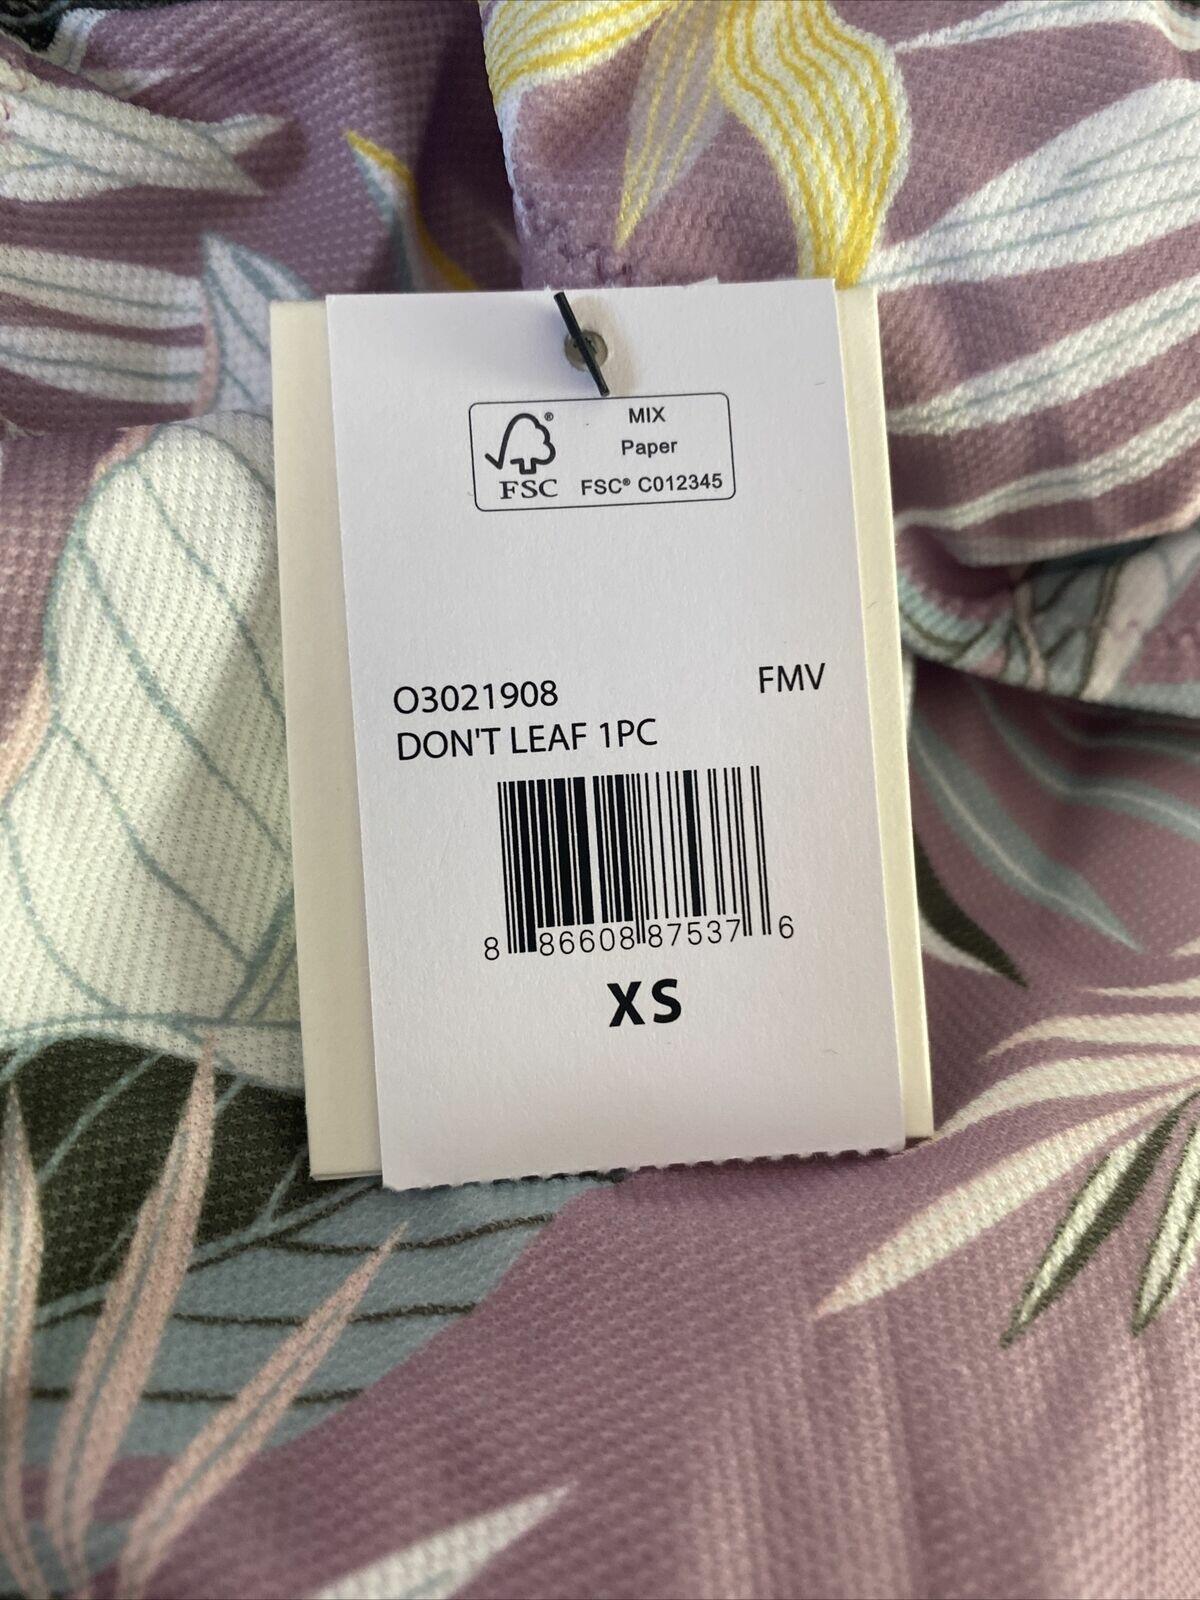 MIX
Paper
FSC® C012345
®
FSC
O3021908
FMV
DON'T LEAF 1PC
8 86608 87537 6
XS